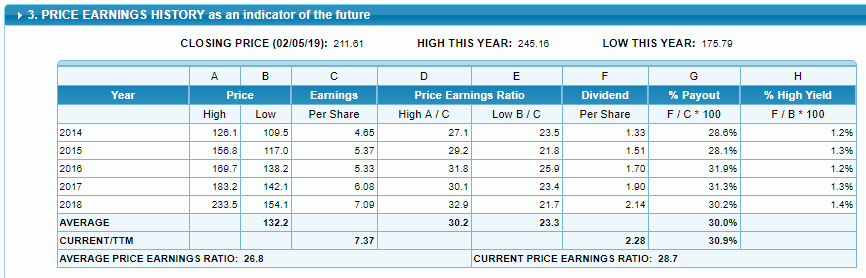 3. PRICE EARNINGS HISTORY as an indicator of the future
CLOSING PRICE (02/05/19): 211.61 HIGH THIS YEAR: 245.16 LOW THIS YEAR: 175.79
A B C D E F G H
Year Price Earnings Price Earnings Ratio Dividend % Payout % High Yield
High Low Per Share High A / C Low B / C Per Share F / C * 100 F / B * 100
2014 126.1 109.5 4.65 27.1 23.5 1.33 28.6% 1.2%
2015 156.8 117.0 5.37 29.2 21.8 1.51 28.1% 1.3%
2016 169.7 138.2 5.33 31.8 25.9 1.70 31.9% 1.2%
2017 183.2 142.1 6.08 30.1 23.4 1.90 31.3% 1.3%
2018 233.5 154.1 7.09 32.9 21.7 2.14 30.2% 1.4%
AVERAGE 132.2 30.2 23.3 30.0%
CURRENT/TTM 7.37 2.28 30.9%
AVERAGE PRICE EARNINGS RATIO: 26.8 CURRENT PRICE EARNINGS RATIO: 28.7